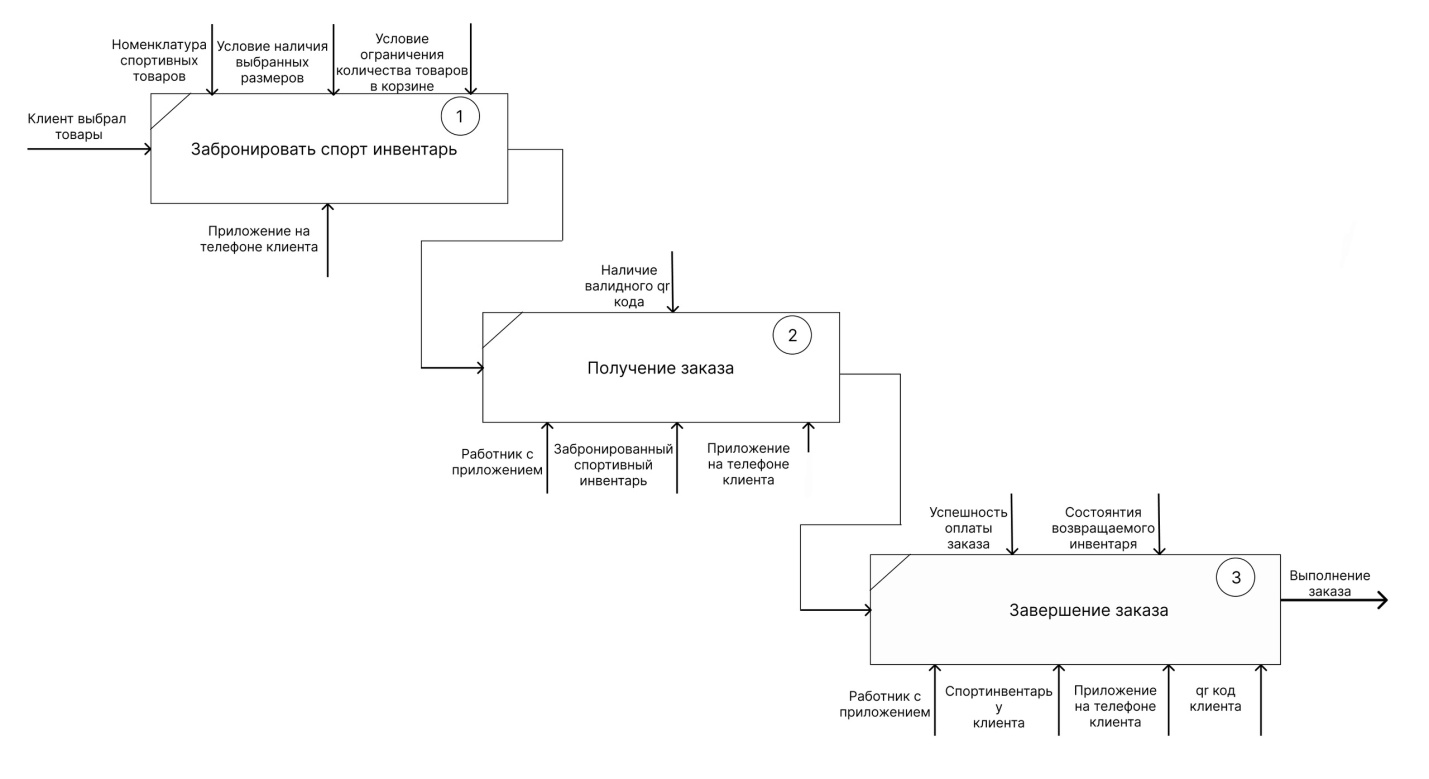 Номенклатура
спортивных
товаров
Условие наличия
выбранных
размеров
Условие
ограничения
количества товаров
в корзине
Клиент выбрал
товары
1
Забронировать спорт инвентарь
Приложение на
телефоне клиента
Наличие
валидного qr
кода
2
Получение заказа
Работник с
приложением
Забронированный
спортивный
инвентарь
Приложение
на телефоне
клиента
Успешность
оплаты
заказа
Состоянтия
возвращаемого
инвентаря
3
Завершение заказа
Выполнение
заказа
Работник с
приложением
Спортинвентарь
у
клиента
Приложение
на телефоне
клиента
qr код
клиента